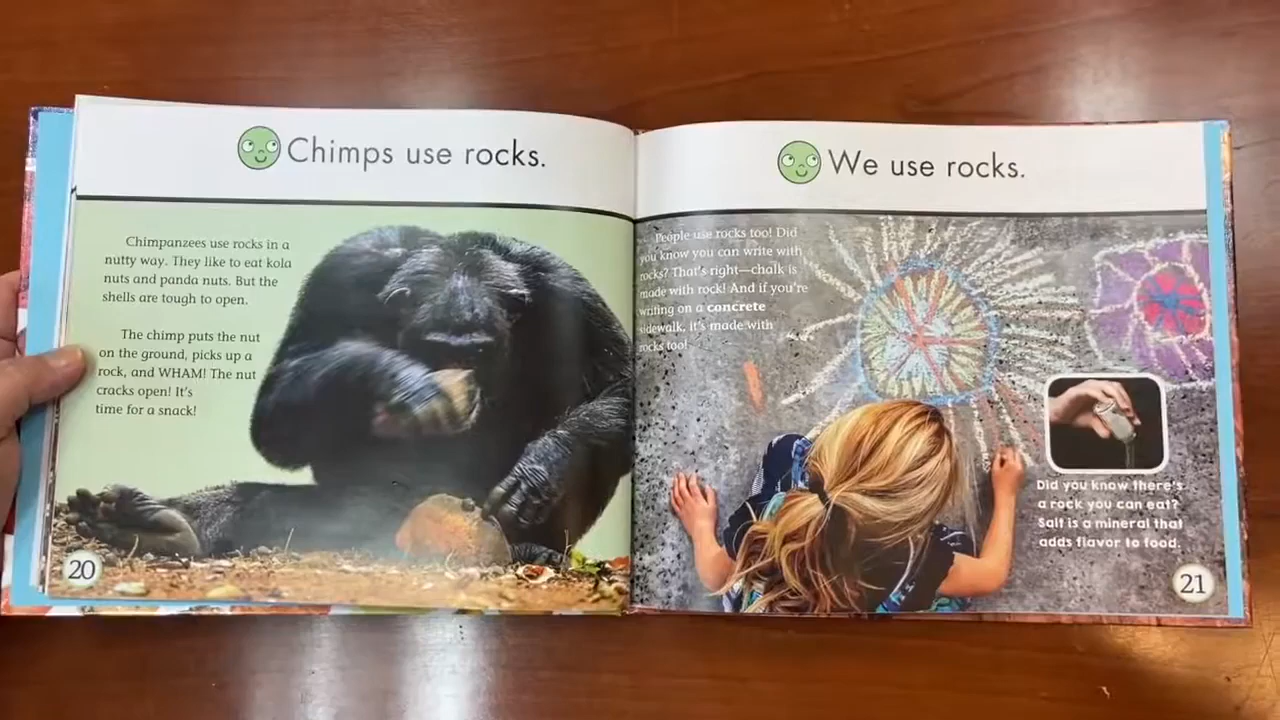 Chimps use rocks.
Chimpanzees use rocks in a
nutty way. They like to eat kola
nuts and panda nuts. But the
shells are tough to open.
The chimp puts the nut
on the ground, picks up a
rock, and WHAM! The nut
cracks open! It's
time for a snack!
20
We use rocks.
People use rocks too! Did
you know you can write with
rocks? That's right—chalk is
made with rock! And if you're
writing on a concrete
sidewalk, it's made with
rocks too!
Did you know there's
a rock you can eat?
Salt is a mineral that
adds flavor to food.
21